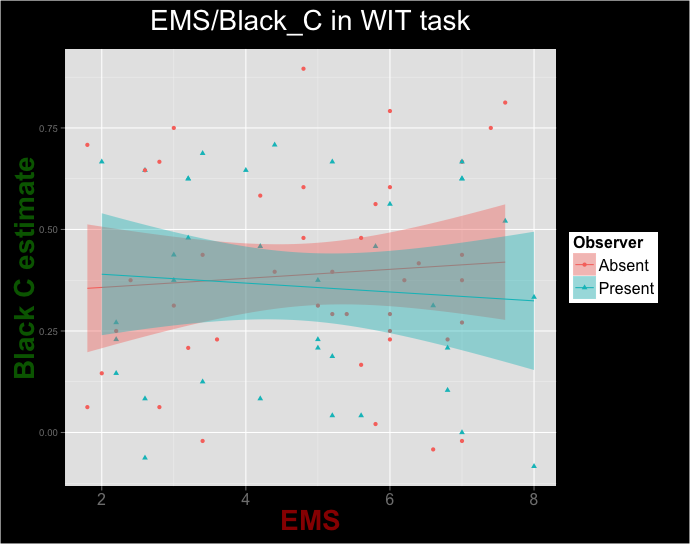 EMS/Black_C in WIT task
Black C estimate
0.75
0.50
0.25
0.00
2 4 6 8
EMS
Observer
Absent
Present